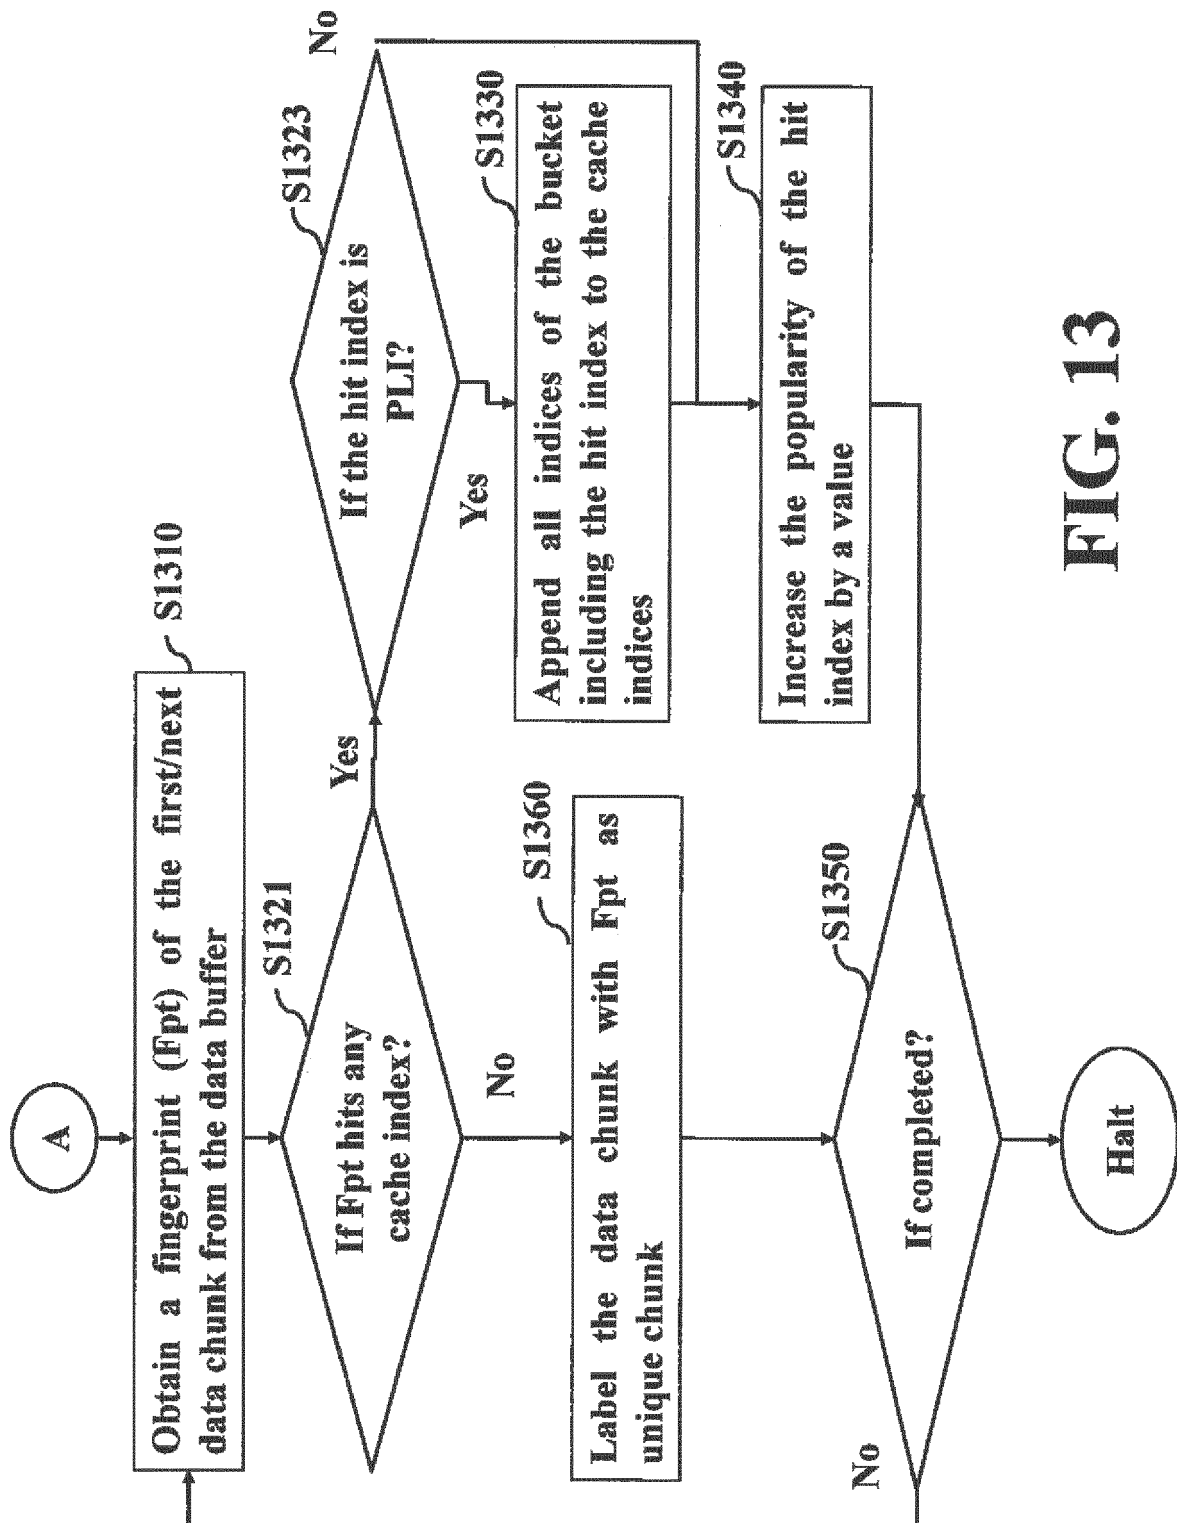 A
S1310
Obtain a fingerprint (Fpt) of the first/next
data chunk from the data buffer
S1321
If Fpt hits any
cache index?
Yes
No
S1323
If the hit index is
PLI?
No
Yes
S1330
Append all indices of the bucket
including the hit index to the cache
indices
S1340
Increase the popularity of the hit
index by a value
S1360
Label the data chunk with Fpt as
unique chunk
S1350
If completed?
No
Halt
FIG. 13